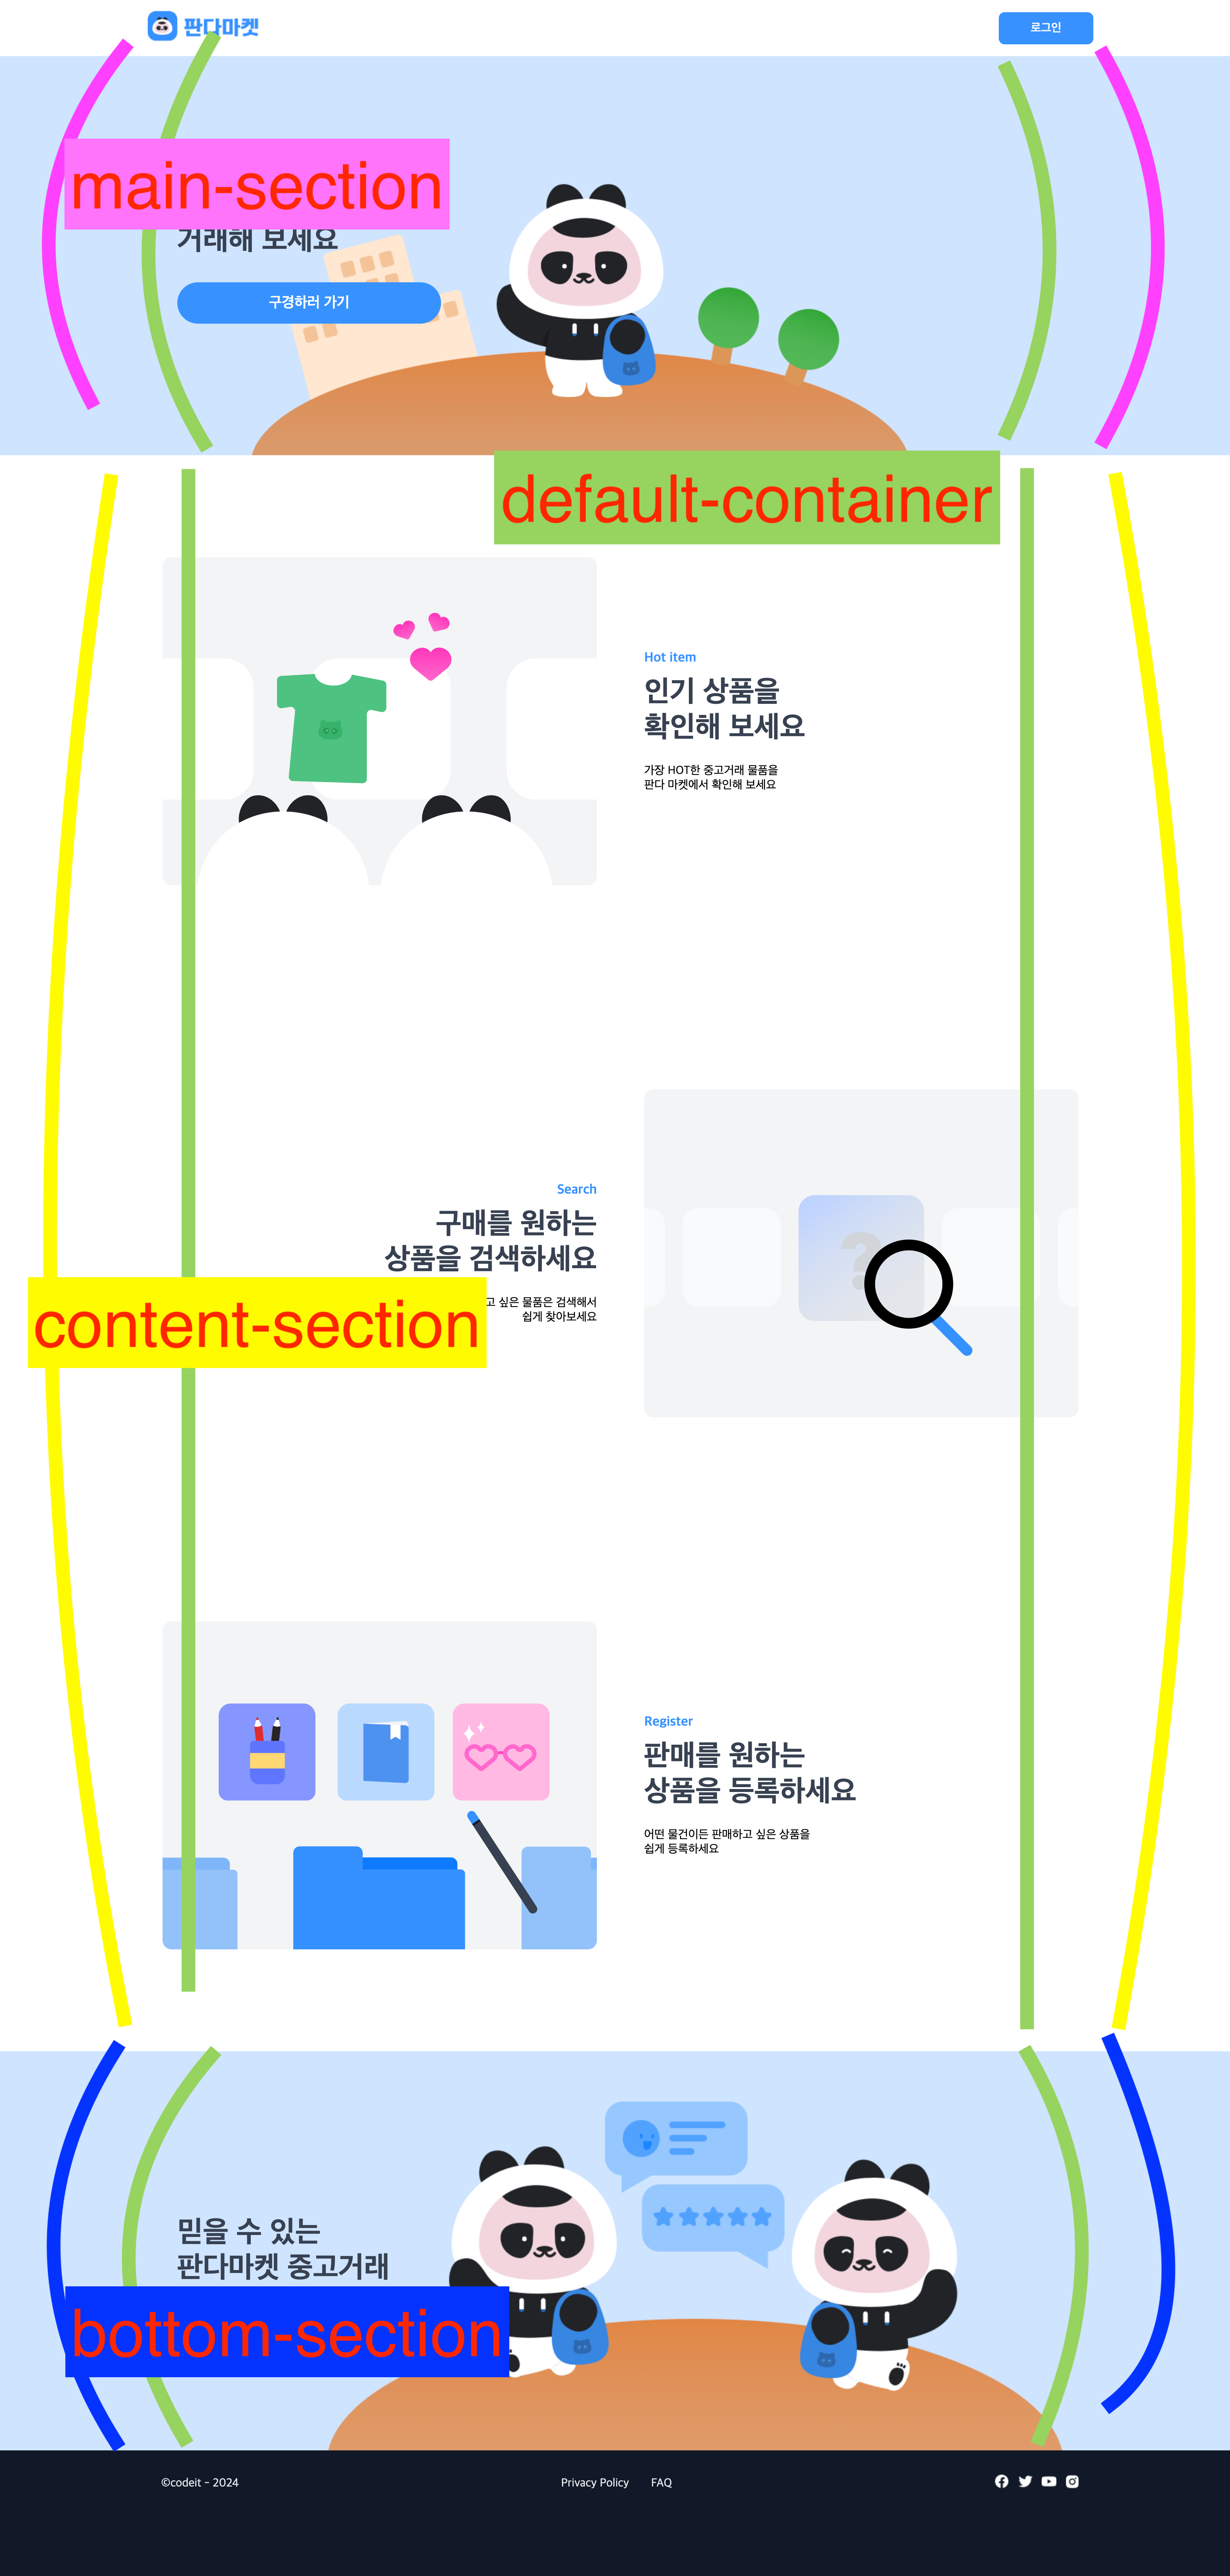 판다마켓
로그인
main-section
거래해 보세요
구경하러 가기
default-container
Hot item
인기 상품을
확인해 보세요
가장 HOT한 중고거래 물품을
판다 마켓에서 확인해 보세요
Search
구매를 원하는
상품을 검색하세요
고 싶은 물품은 검색해서
쉽게 찾아보세요
?
content-section
Register
판매를 원하는
상품을 등록하세요
어떤 물건이든 판매하고 싶은 상품을
쉽게 등록하세요
믿을 수 있는
판다마켓 중고거래
bottom-section
©codeit - 2024
Privacy Policy
FAQ